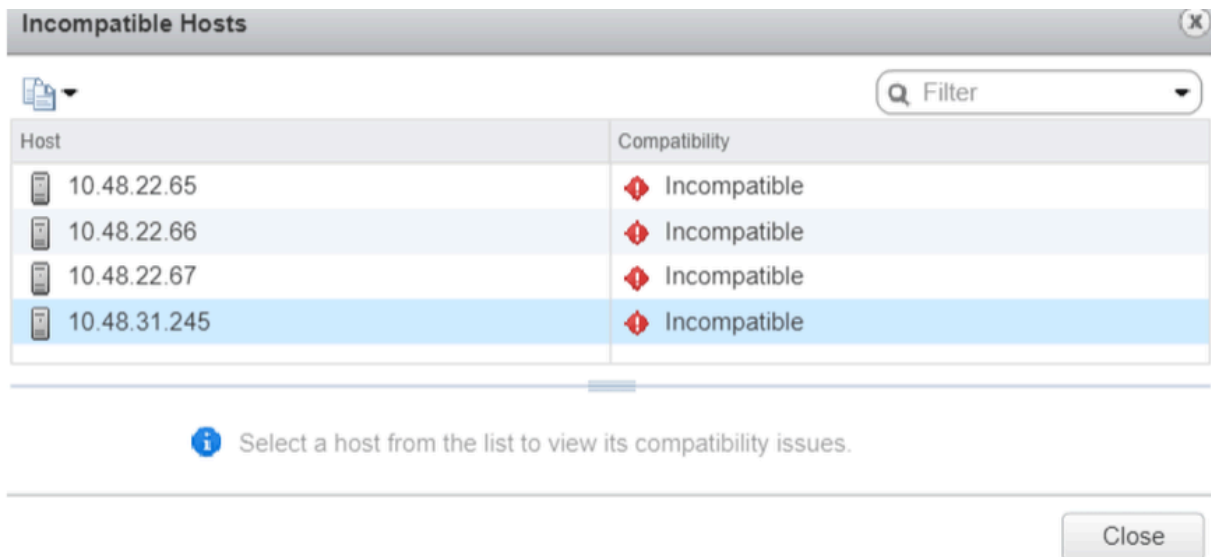 Incompatible Hosts
Filter
Host Compatibility
10.48.22.65 Incompatible
10.48.22.66 Incompatible
10.48.22.67 Incompatible
10.48.31.245 Incompatible
Select a host from the list to view its compatibility issues.
Close